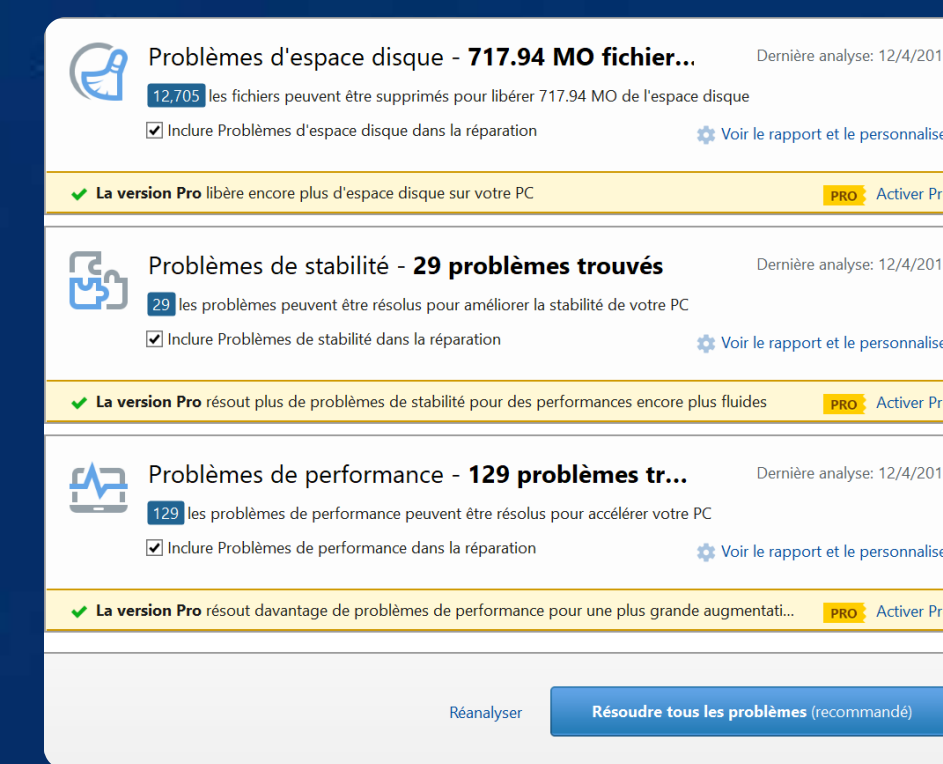 Problèmes d'espace disque - 717.94 MO fichier...
Dernière analyse: 12/4/201
12,705 les fichiers peuvent être supprimés pour libérer 717.94 MO de l'espace disque
Inclure Problèmes d'espace disque dans la réparation
Voir le rapport et le personnalise
La version Pro libère encore plus d'espace disque sur votre PC
PRO Activer Pr
Problèmes de stabilité - 29 problèmes trouvés
Dernière analyse: 12/4/201
29 les problèmes peuvent être résolus pour améliorer la stabilité de votre PC
Inclure Problèmes de stabilité dans la réparation
Voir le rapport et le personnalise
La version Pro résout plus de problèmes de stabilité pour des performances encore plus fluides
PRO Activer Pr
Problèmes de performance - 129 problèmes tr...
Dernière analyse: 12/4/201
129 les problèmes de performance peuvent être résolus pour accélérer votre PC
Inclure Problèmes de performance dans la réparation
Voir le rapport et le personnalise
La version Pro résout davantage de problèmes de performance pour une plus grande augmentati...
PRO Activer Pr
Réanalyser
Résoudre tous les problèmes (recommandé)